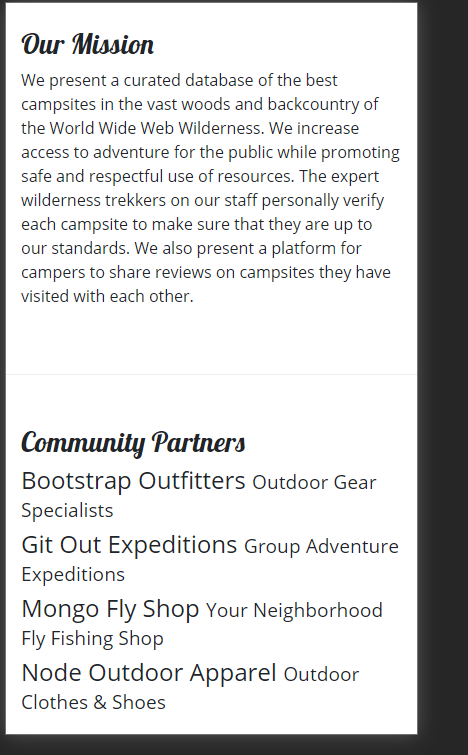 Our Mission
We present a curated database of the best
campsites in the vast woods and backcountry of
the World Wide Web Wilderness. We increase
access to adventure for the public while promoting
safe and respectful use of resources. The expert
wilderness trekkers on our staff personally verify
each campsite to make sure that they are up to
our standards. We also present a platform for
campers to share reviews on campsites they have
visited with each other.
Community Partners
Bootstrap Outfitters Outdoor Gear
Specialists
Git Out Expeditions Group Adventure
Expeditions
Mongo Fly Shop Your Neighborhood
Fly Fishing Shop
Node Outdoor Apparel Outdoor
Clothes & Shoes